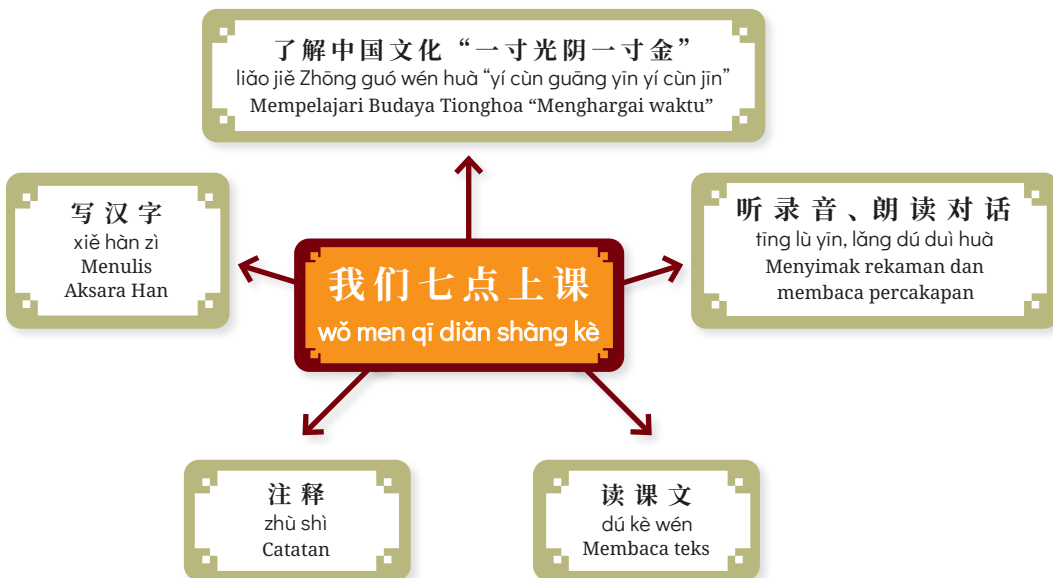 了解中国文化“一寸光阴一寸金”
liǎo jiě Zhōng guó wén huà “yí cùn guāng yīn yí cùn jīn”
Mempelajari Budaya Tionghoa “Menghargai waktu”
写汉字
xiě hàn zì
Menulis
Aksara Han
听录音、朗读对话
tīng lù yīn, lǎng dú duì huà
Menyimak rekaman dan
membaca percakapan
我们七点上课
wǒ men qī diǎn shàng kè
注释
zhù shì
Catatan
读课文
dú kè wén
Membaca teks